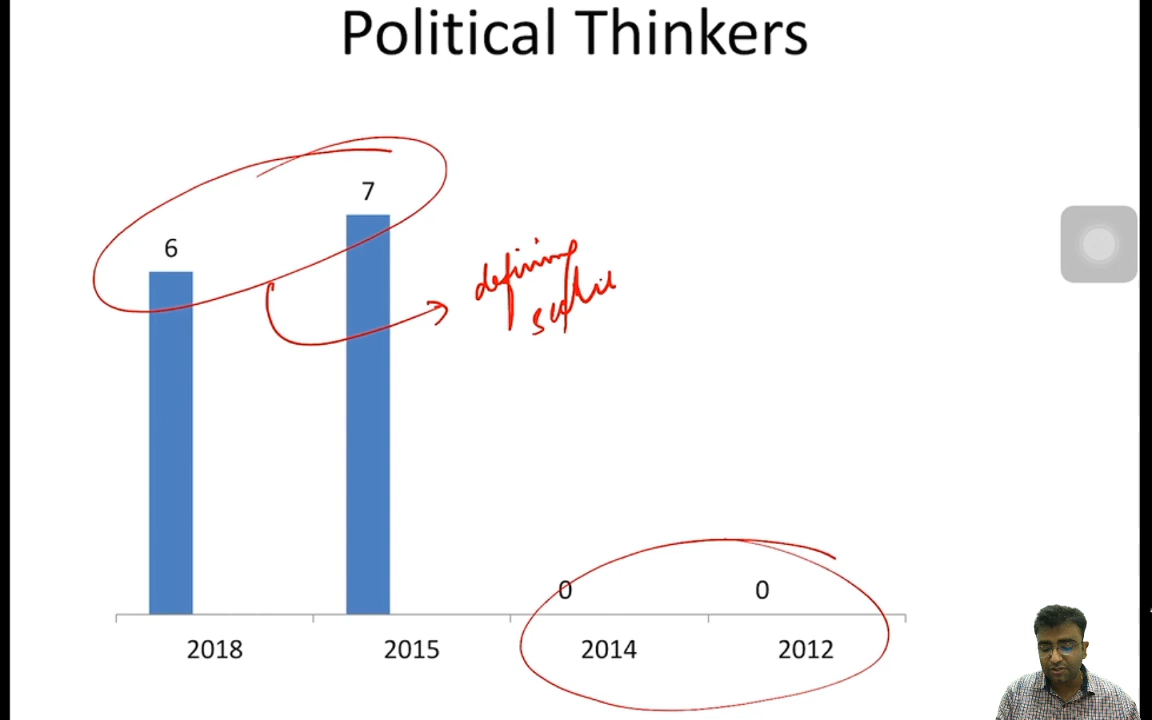 Political Thinkers
7
6
defining
0 0
2018 2015 2014 2012